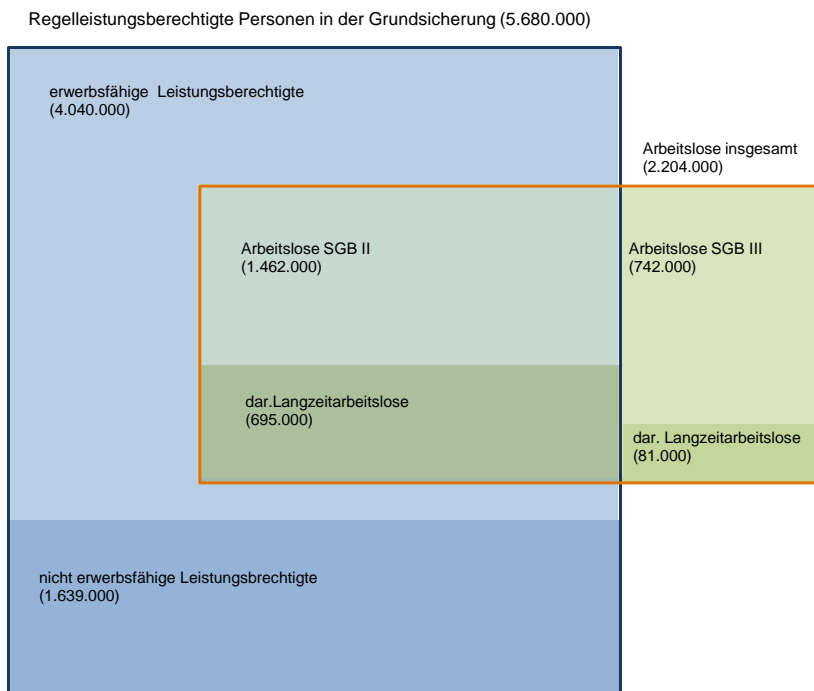 Regelleistungsberechtigte Personen in der Grundsicherung (5.680.000)
erwerbsfähige Leistungsberechtigte
(4.040.000)
Arbeitslose insgesamt
(2.204.000)
Arbeitslose SGB II
(1.462.000)
Arbeitslose SGB III
(742.000)
dar.Langzeitarbeitslose
(695.000)
dar. Langzeitarbeitslose
(81.000)
nicht erwerbsfähige Leistungsbrechtigte
(1.639.000)